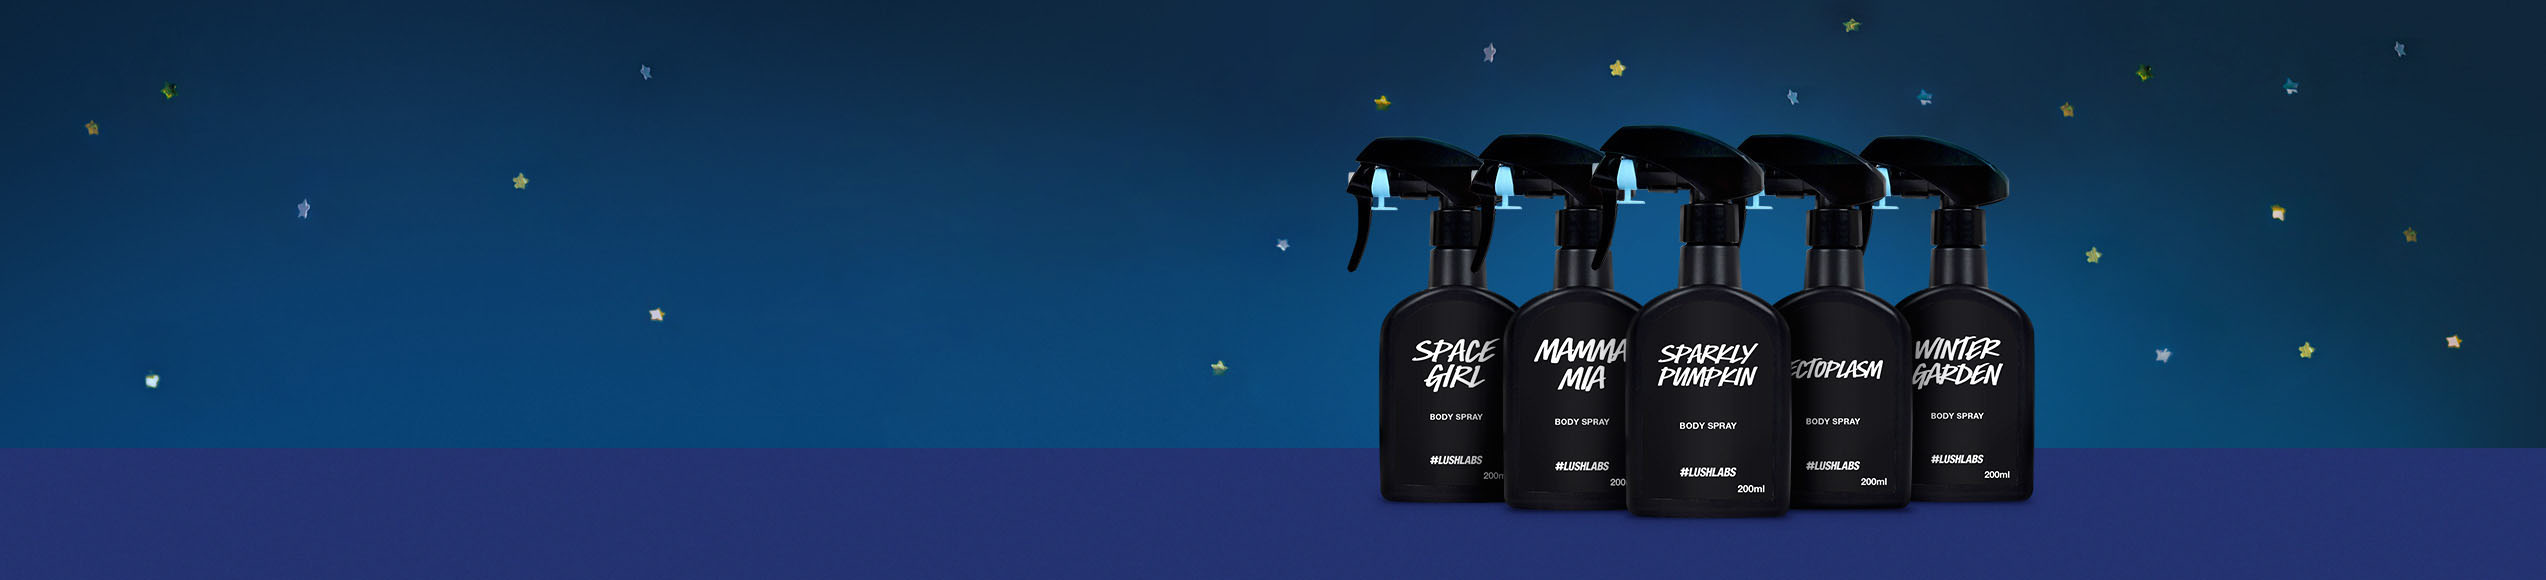 SPACE
GIRL
BODY SPRAY
#LUSHLABS
MAMMA
MIA
BODY SPRAY
#LUSHLABS
200
SPARKLY
PUMPKIN
BODY SPRAY
#LUSHLABS
200ml
ECTOPLASM
BODY SPRAY
#LUSHLABS
200ml
WINTER
GARDEN
BODY SPRAY
#LUSHLABS
200ml